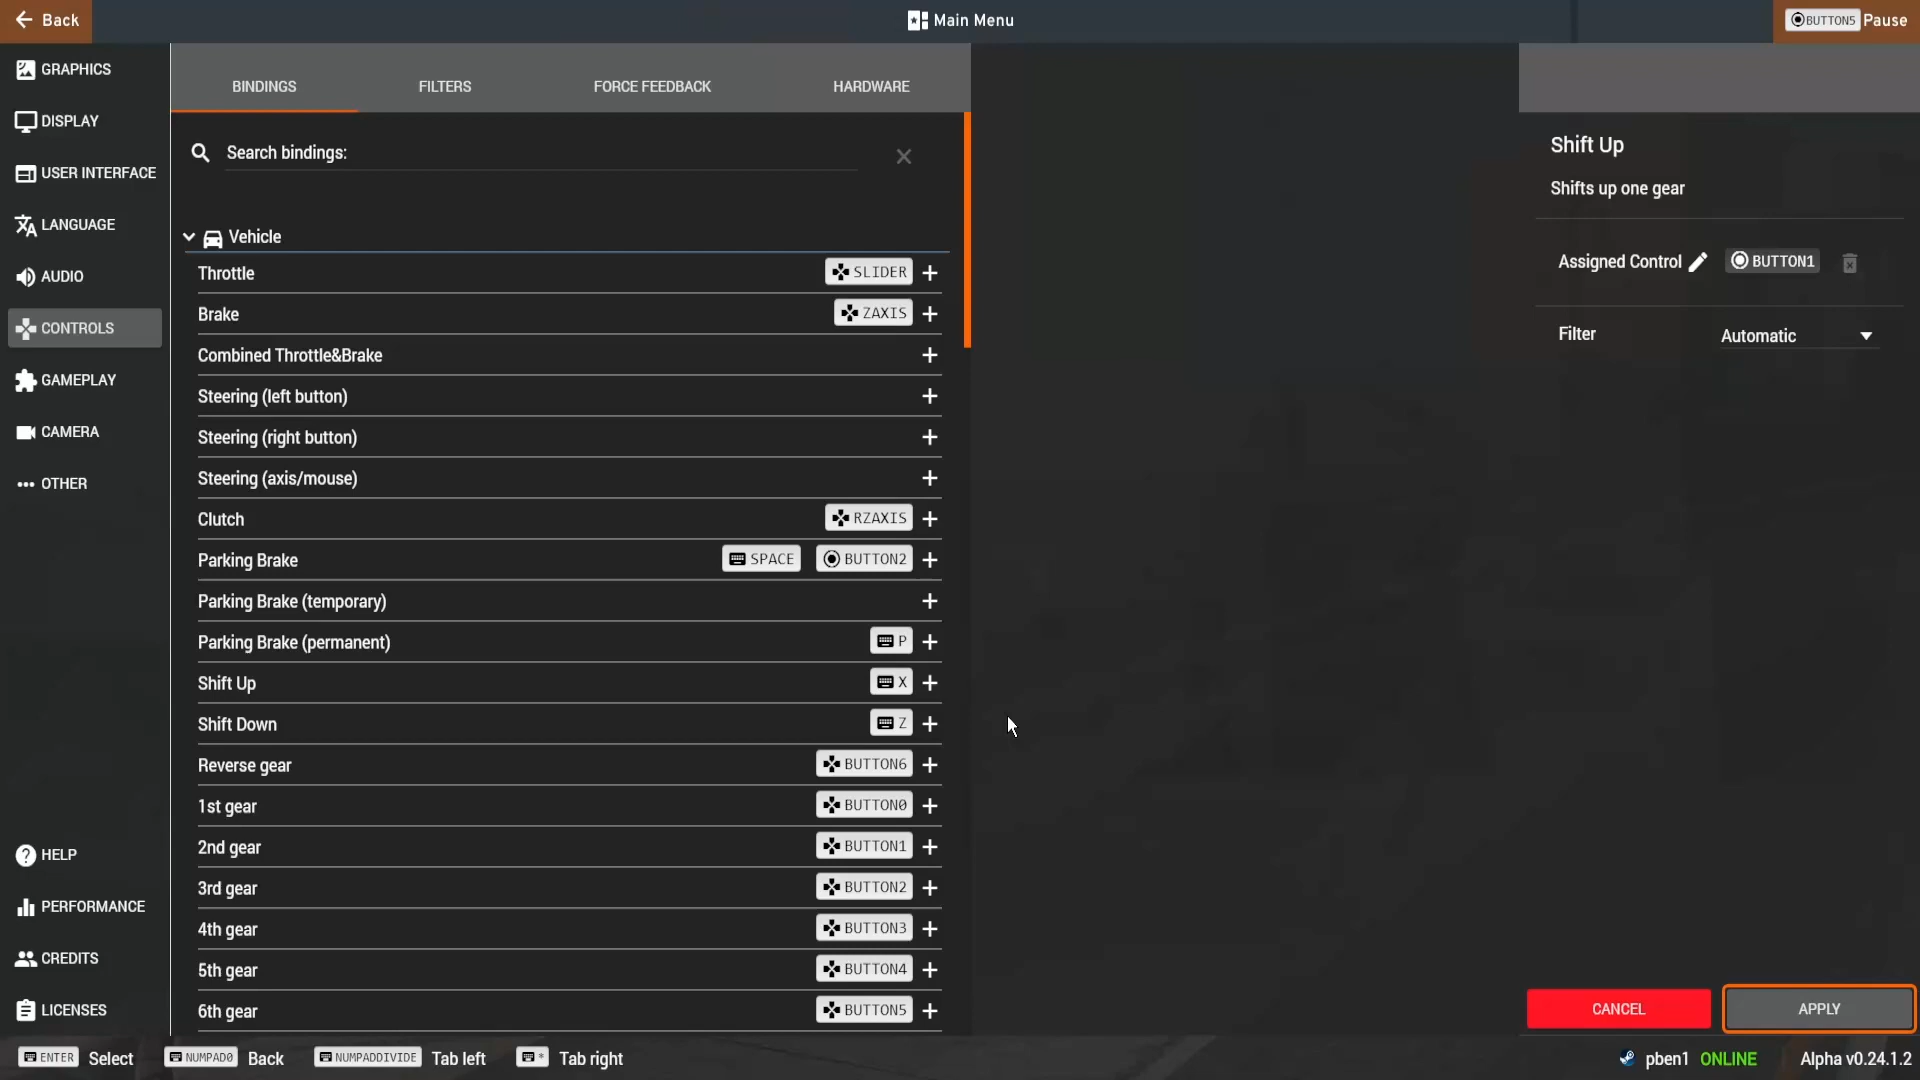 Back
Main Menu
BUTTON5 Pause
GRAPHICS
DISPLAY
USER INTERFACE
LANGUAGE
AUDIO
CONTROLS
GAMEPLAY
CAMERA
OTHER
HELP
PERFORMANCE
CREDITS
LICENSES
BINDINGS FILTERS FORCE FEEDBACK HARDWARE
Search bindings:
Vehicle
Throttle SLIDER +
Brake ZAXIS +
Combined Throttle&Brake +
Steering (left button) +
Steering (right button) +
Steering (axis/mouse) +
Clutch RZAXIS +
Parking Brake SPACE BUTTON2 +
Parking Brake (temporary) +
Parking Brake (permanent) P +
Shift Up X +
Shift Down Z +
Reverse gear BUTTON6 +
1st gear BUTTON0 +
2nd gear BUTTON1 +
3rd gear BUTTON2 +
4th gear BUTTON3 +
5th gear BUTTON4 +
6th gear BUTTON5 +
Shift Up
Shifts up one gear
Assigned Control BUTTON1
Filter Automatic
CANCEL APPLY
ENTER Select NUMPAD0 Back NUMPADDIVIDE Tab left * Tab right
pben1 ONLINE Alpha v0.24.1.2